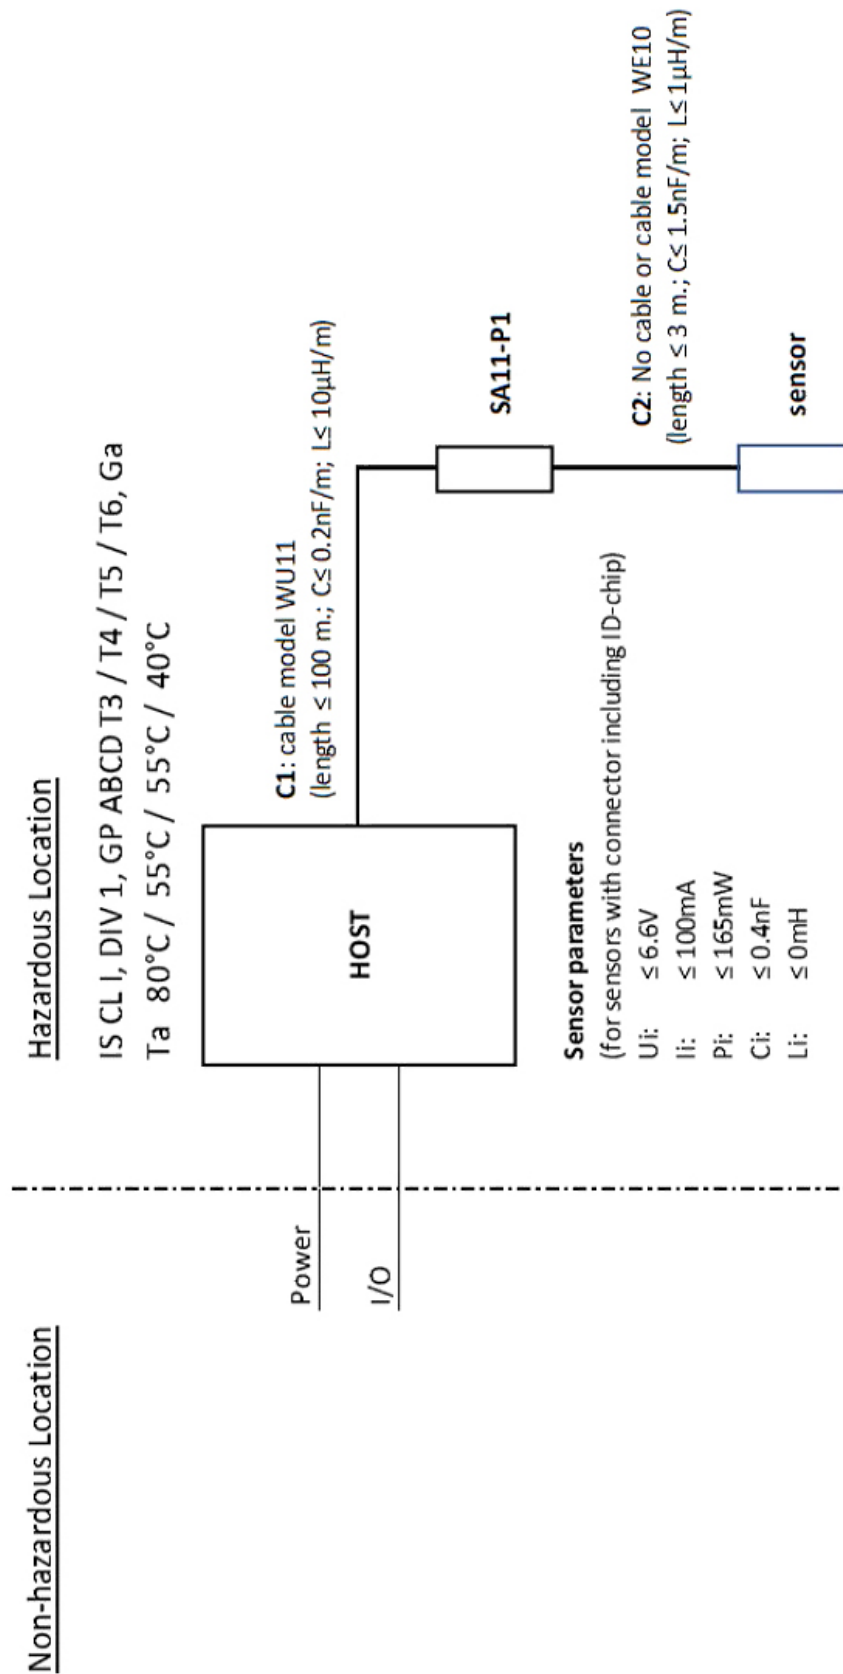 Non-hazardous Location
Hazardous Location
IS CL I, DIV 1, GP ABCD T3 / T4 / T5 / T6, Ga
Ta 80°C / 55°C / 55°C / 40°C
Power
I/O
HOST
C1: cable model WU11
(length ≤ 100 m.; C≤ 0.2nF/m; L≤ 10µH/m)
SA11-P1
C2: No cable or cable model WE10
(length ≤ 3 m.; C≤ 1.5nF/m; L≤ 1µH/m)
sensor
Sensor parameters
(for sensors with connector including ID-chip)
Ui: ≤ 6.6V
Ii: ≤ 100mA
Pi: ≤ 165mW
Ci: ≤ 0.4nF
Li: ≤ 0mH